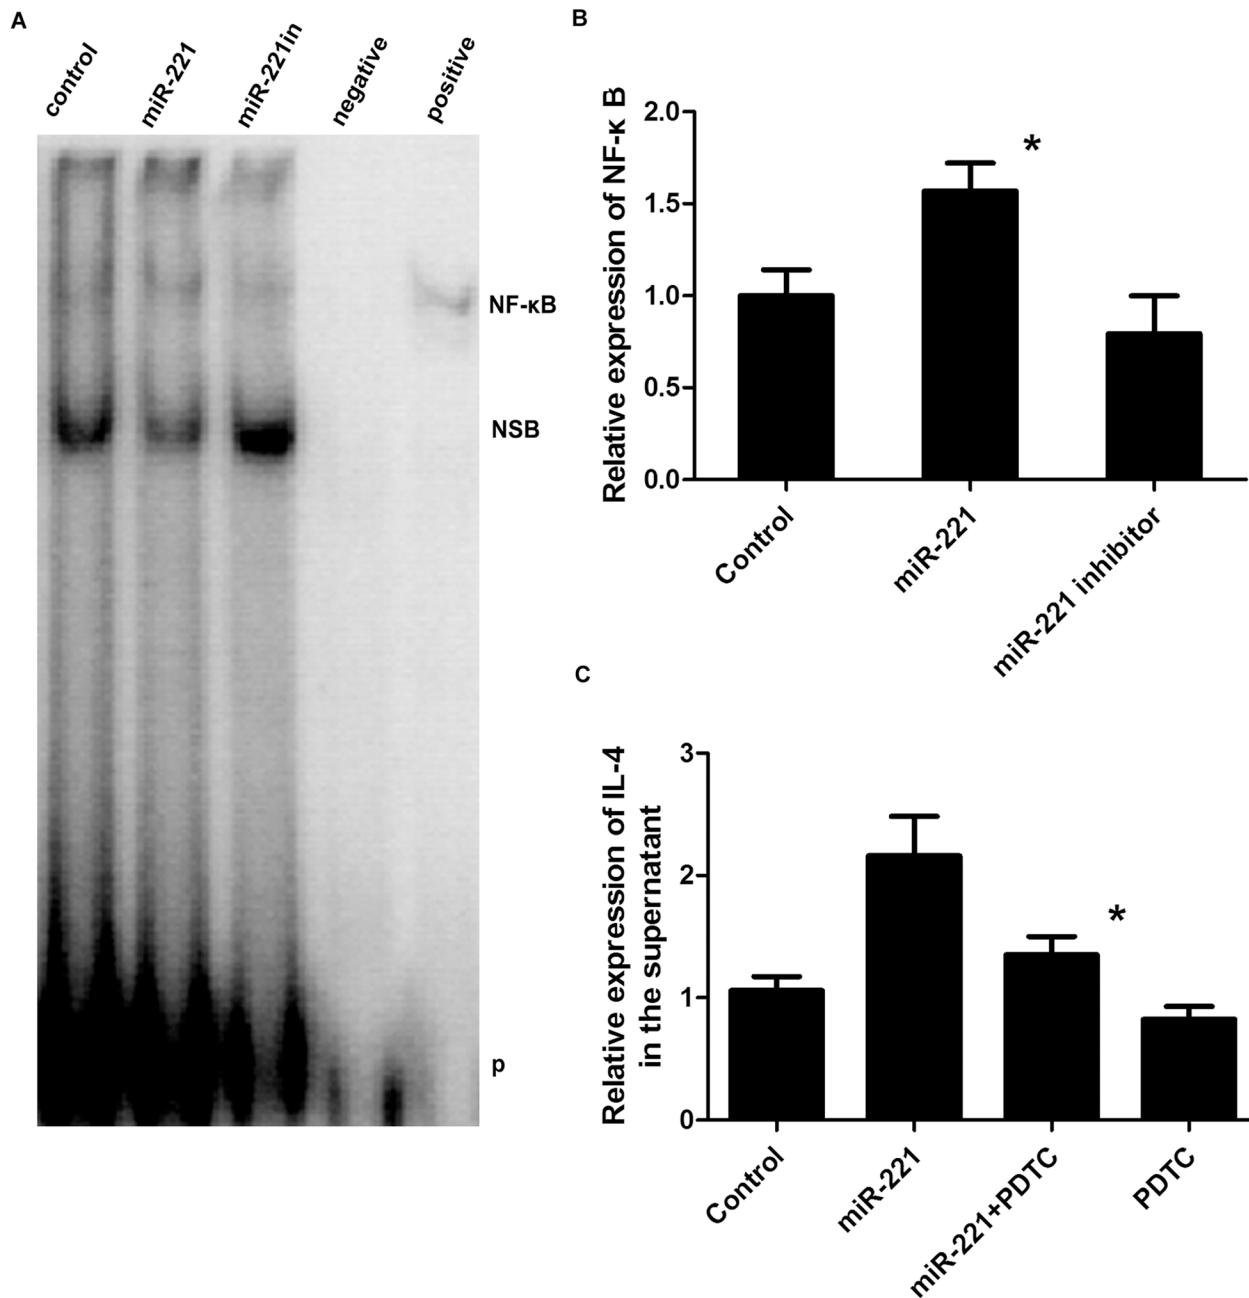 A
control
miR-221
miR-221in
negative
positive
NF-κB
NSB
p
B
Relative expression of NF-κ B
2.0
1.5
1.0
0.5
0.0
*
Control
miR-221
miR-221 inhibitor
C
Relative expression of IL-4
in the supernatant
3
2
1
0
*
Control
miR-221
miR-221+PDTC
PDTC